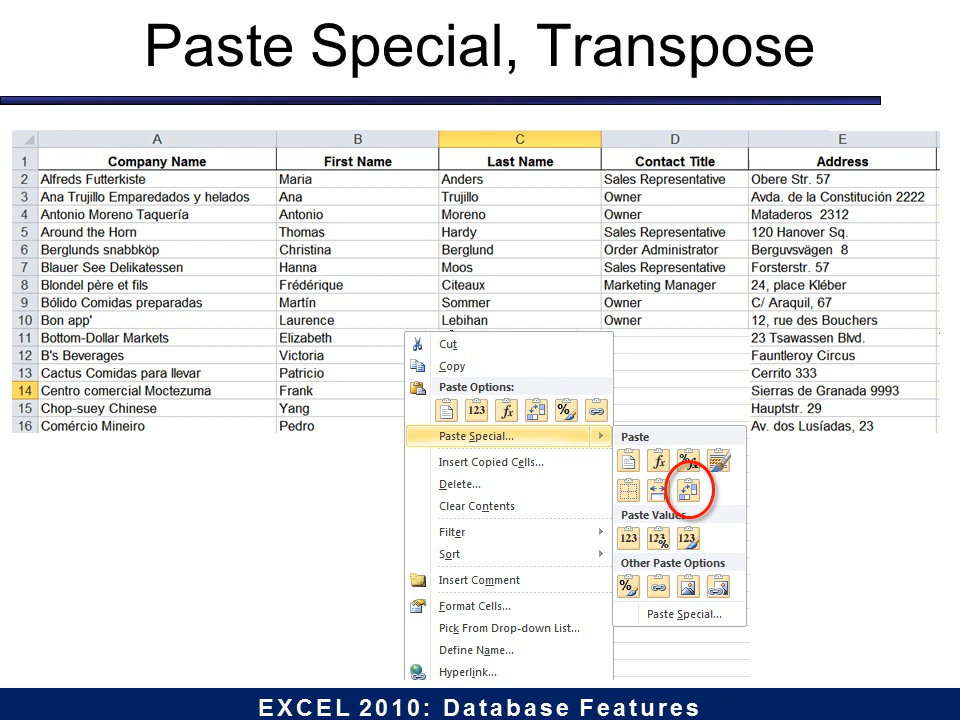 Paste Special, Transpose
A B C D E
1 Company Name First Name Last Name Contact Title Address
2 Alfreds Futterkiste Maria Anders Sales Representative Obere Str. 57
3 Ana Trujillo Emparedados y helados Ana Trujillo Owner Avda. de la Constitución 2222
4 Antonio Moreno Taquería Antonio Moreno Owner Mataderos 2312
5 Around the Horn Thomas Hardy Sales Representative 120 Hanover Sq.
6 Berglunds snabbköp Christina Berglund Order Administrator Berguvsvägen 8
7 Blauer See Delikatessen Hanna Moos Sales Representative Forsterstr. 57
8 Blondel père et fils Frédérique Citeaux Marketing Manager 24, place Kléber
9 Bólido Comidas preparadas Martín Sommer Owner C/ Araquil, 67
10 Bon app' Laurence Lebihan Owner 12, rue des Bouchers
11 Bottom-Dollar Markets Elizabeth 23 Tsawassen Blvd.
12 B's Beverages Victoria Fauntleroy Circus
13 Cactus Comidas para llevar Patricio Cerrito 333
14 Centro comercial Moctezuma Frank Sierras de Granada 9993
15 Chop-suey Chinese Yang Hauptstr. 29
16 Comércio Mineiro Pedro Av. dos Lusíadas, 23
Cut
Copy
Paste Options:
123 fx %
Paste Special...
Insert Copied Cells...
Delete...
Clear Contents
Filter
Sort
Insert Comment
Format Cells...
Pick From Drop-down List...
Define Name...
Hyperlink...
Paste
fx %fx
Paste Values
123 123% 123
Other Paste Options
%
Paste Special...
EXCEL 2010: Database Features